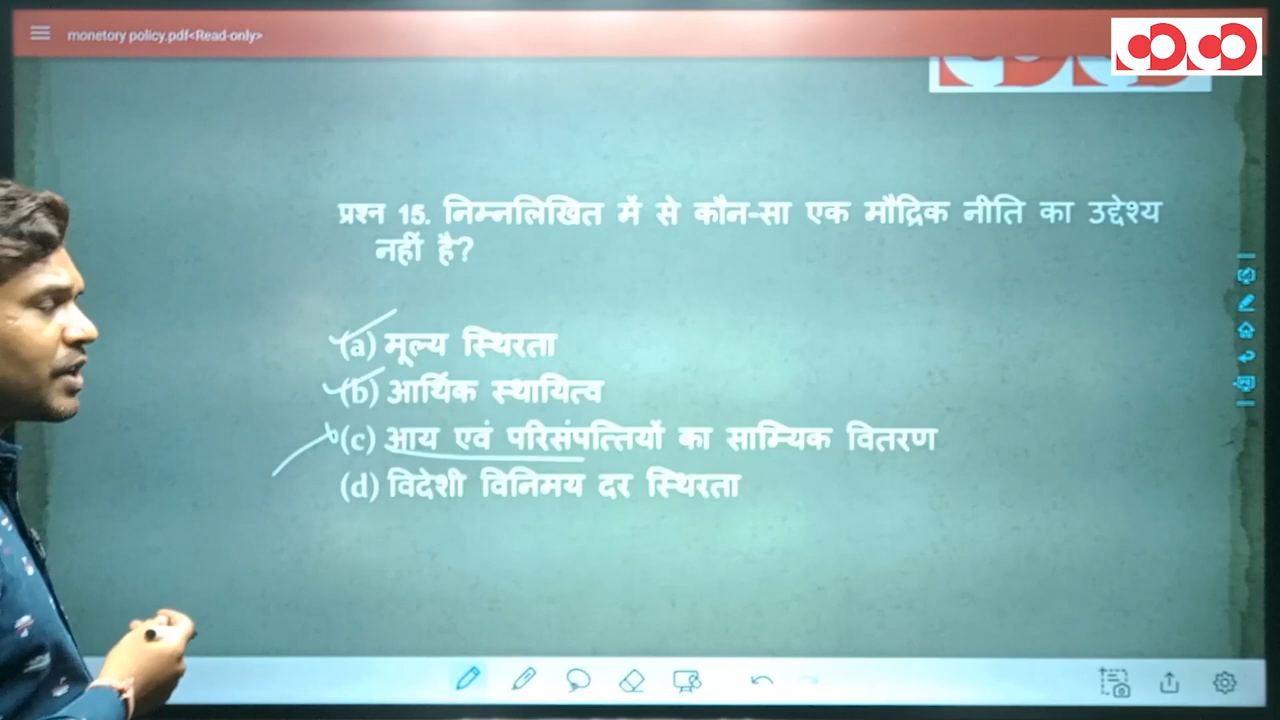 monetory policy.pdf<Read-only>
प्रश्न 15. निम्नलिखित में से कौन-सा एक मौद्रिक नीति का उद्देश्य
नहीं है?
(a) मूल्य स्थिरता
(b) आर्थिक स्थायित्व
(c) आय एवं परिसंपत्तियों का साम्यिक वितरण
(d) विदेशी विनिमय दर स्थिरता